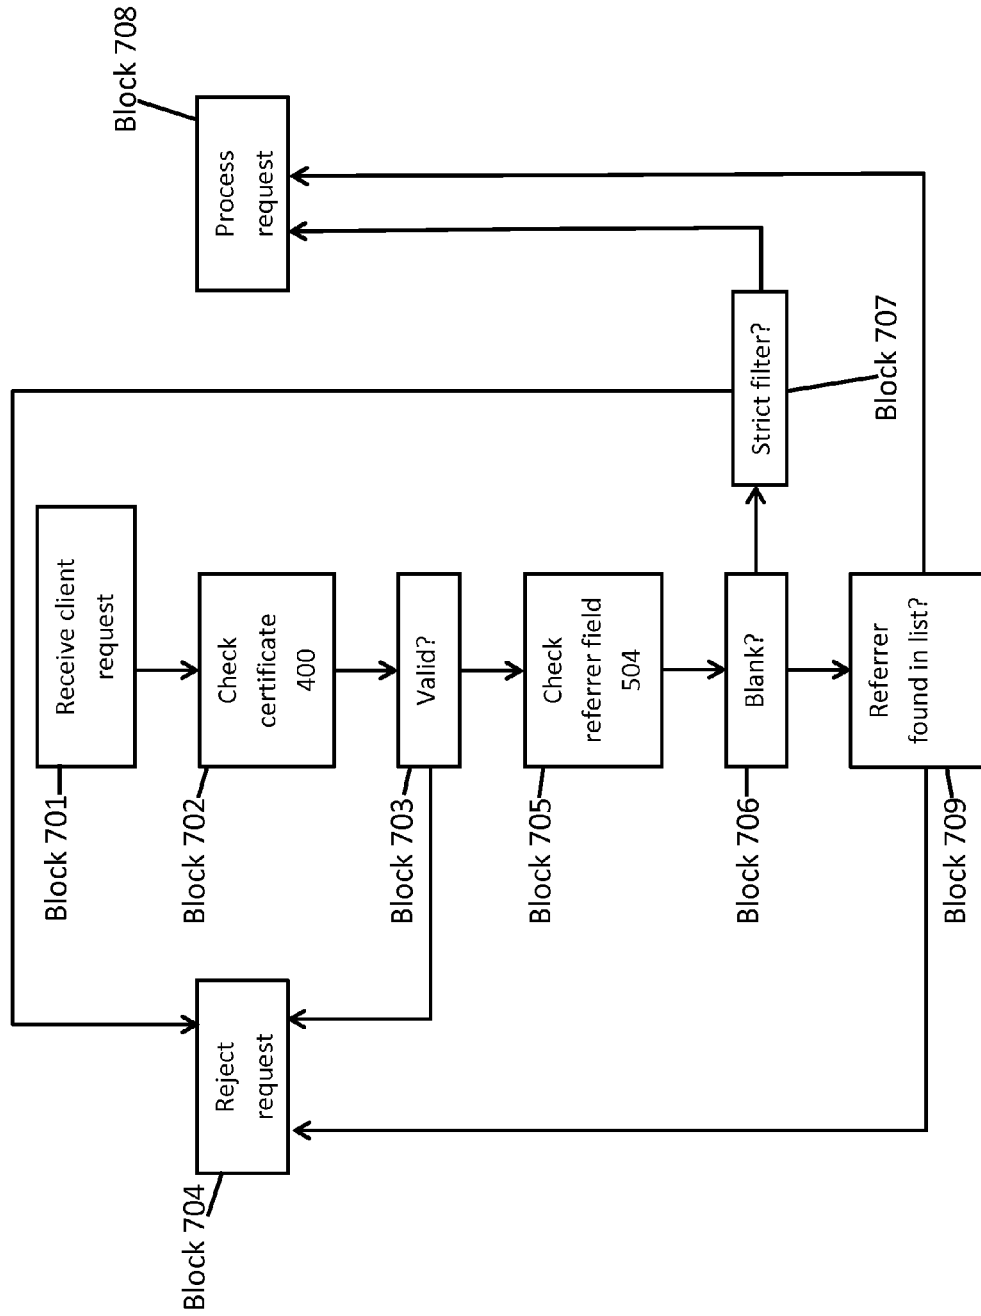 Block 708
Process
request
Block 707
Strict filter?
Receive client
request
Block 701
Check
certificate
400
Block 702
Valid?
Block 703
Reject
request
Block 704
Check
referrer field
504
Block 705
Blank?
Block 706
Referrer
found in list?
Block 709